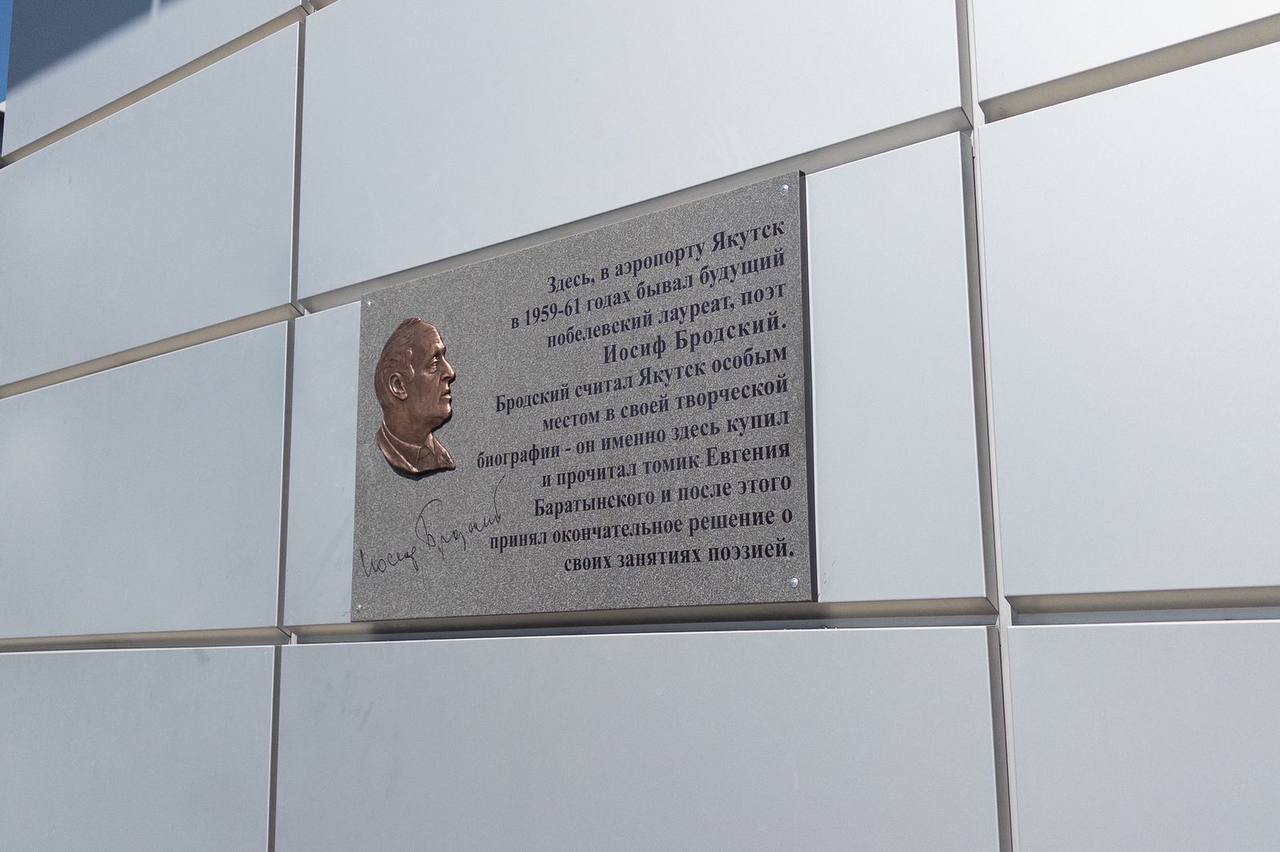 Здесь, в аэропорту Якутск
в 1959-61 годах бывал будущий
нобелевский лауреат, поэт
Иосиф Бродский.
Бродский считал Якутск особым
местом в своей творческой
биографии - он именно здесь купил
и прочитал томик Евгения
Баратынского и после этого
принял окончательное решение о
своих занятиях поэзией.
Иосиф Бродский